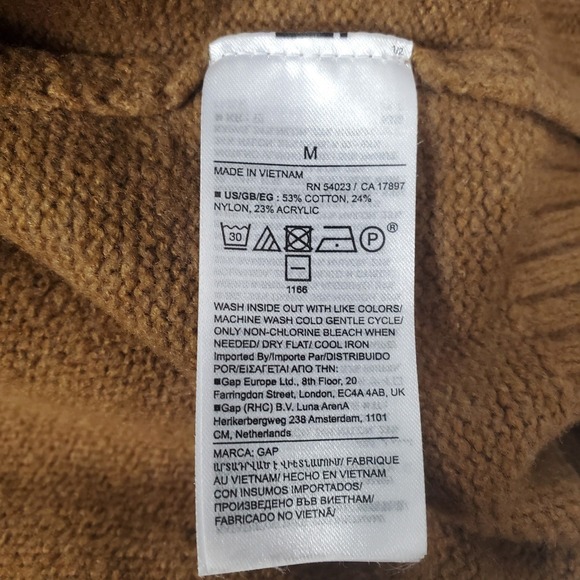 1/2
M
MADE IN VIETNAM
RN 54023 / CA 17897
■ US/GB/EG : 53% COTTON, 24%
NYLON, 23% ACRYLIC
30 P ®
1166
WASH INSIDE OUT WITH LIKE COLORS/
MACHINE WASH COLD GENTLE CYCLE/
ONLY NON-CHLORINE BLEACH WHEN
NEEDED/ DRY FLAT/ COOL IRON
Imported By/Importe Par/DISTRIBUIDO
POR/ΕΙΣΑΓΕΤΑΙ ΑΠΟ ΤΗΝ:
■Gap Europe Ltd., 8th Floor, 20
Farringdon Street, London, EC4A 4AB, UK
■Gap (RHC) B.V. Luna ArenA
Herikerbergweg 238 Amsterdam, 1101
CM, Netherlands
MARCA: GAP
ԱՐՏԱԴՐՎԱԾ Է ՎԻԵՏՆԱՄՈՒՄ/ FABRIQUE
AU VIETNAM/ HECHO EN VIETNAM
CON INSUMOS IMPORTADOS/
ПРОИЗВЕДЕНО ВЪВ ВИЕТНАМ/
FABRICADO NO VIETNÃ/